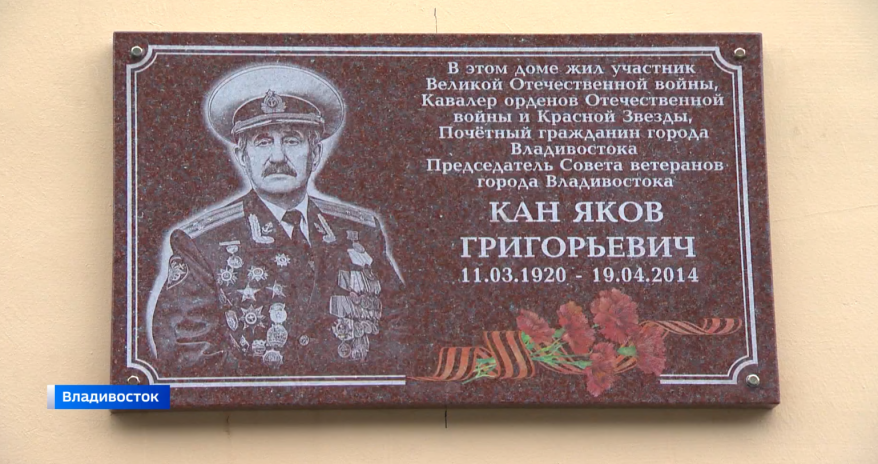 В этом доме жил участник
Великой Отечественной войны,
Кавалер орденов Отечественной
войны и Красной Звезды,
Почётный гражданин города
Владивостока
Председатель Совета ветеранов
города Владивостока
КАН ЯКОВ
ГРИГОРЬЕВИЧ
11.03.1920 - 19.04.2014
Владивосток